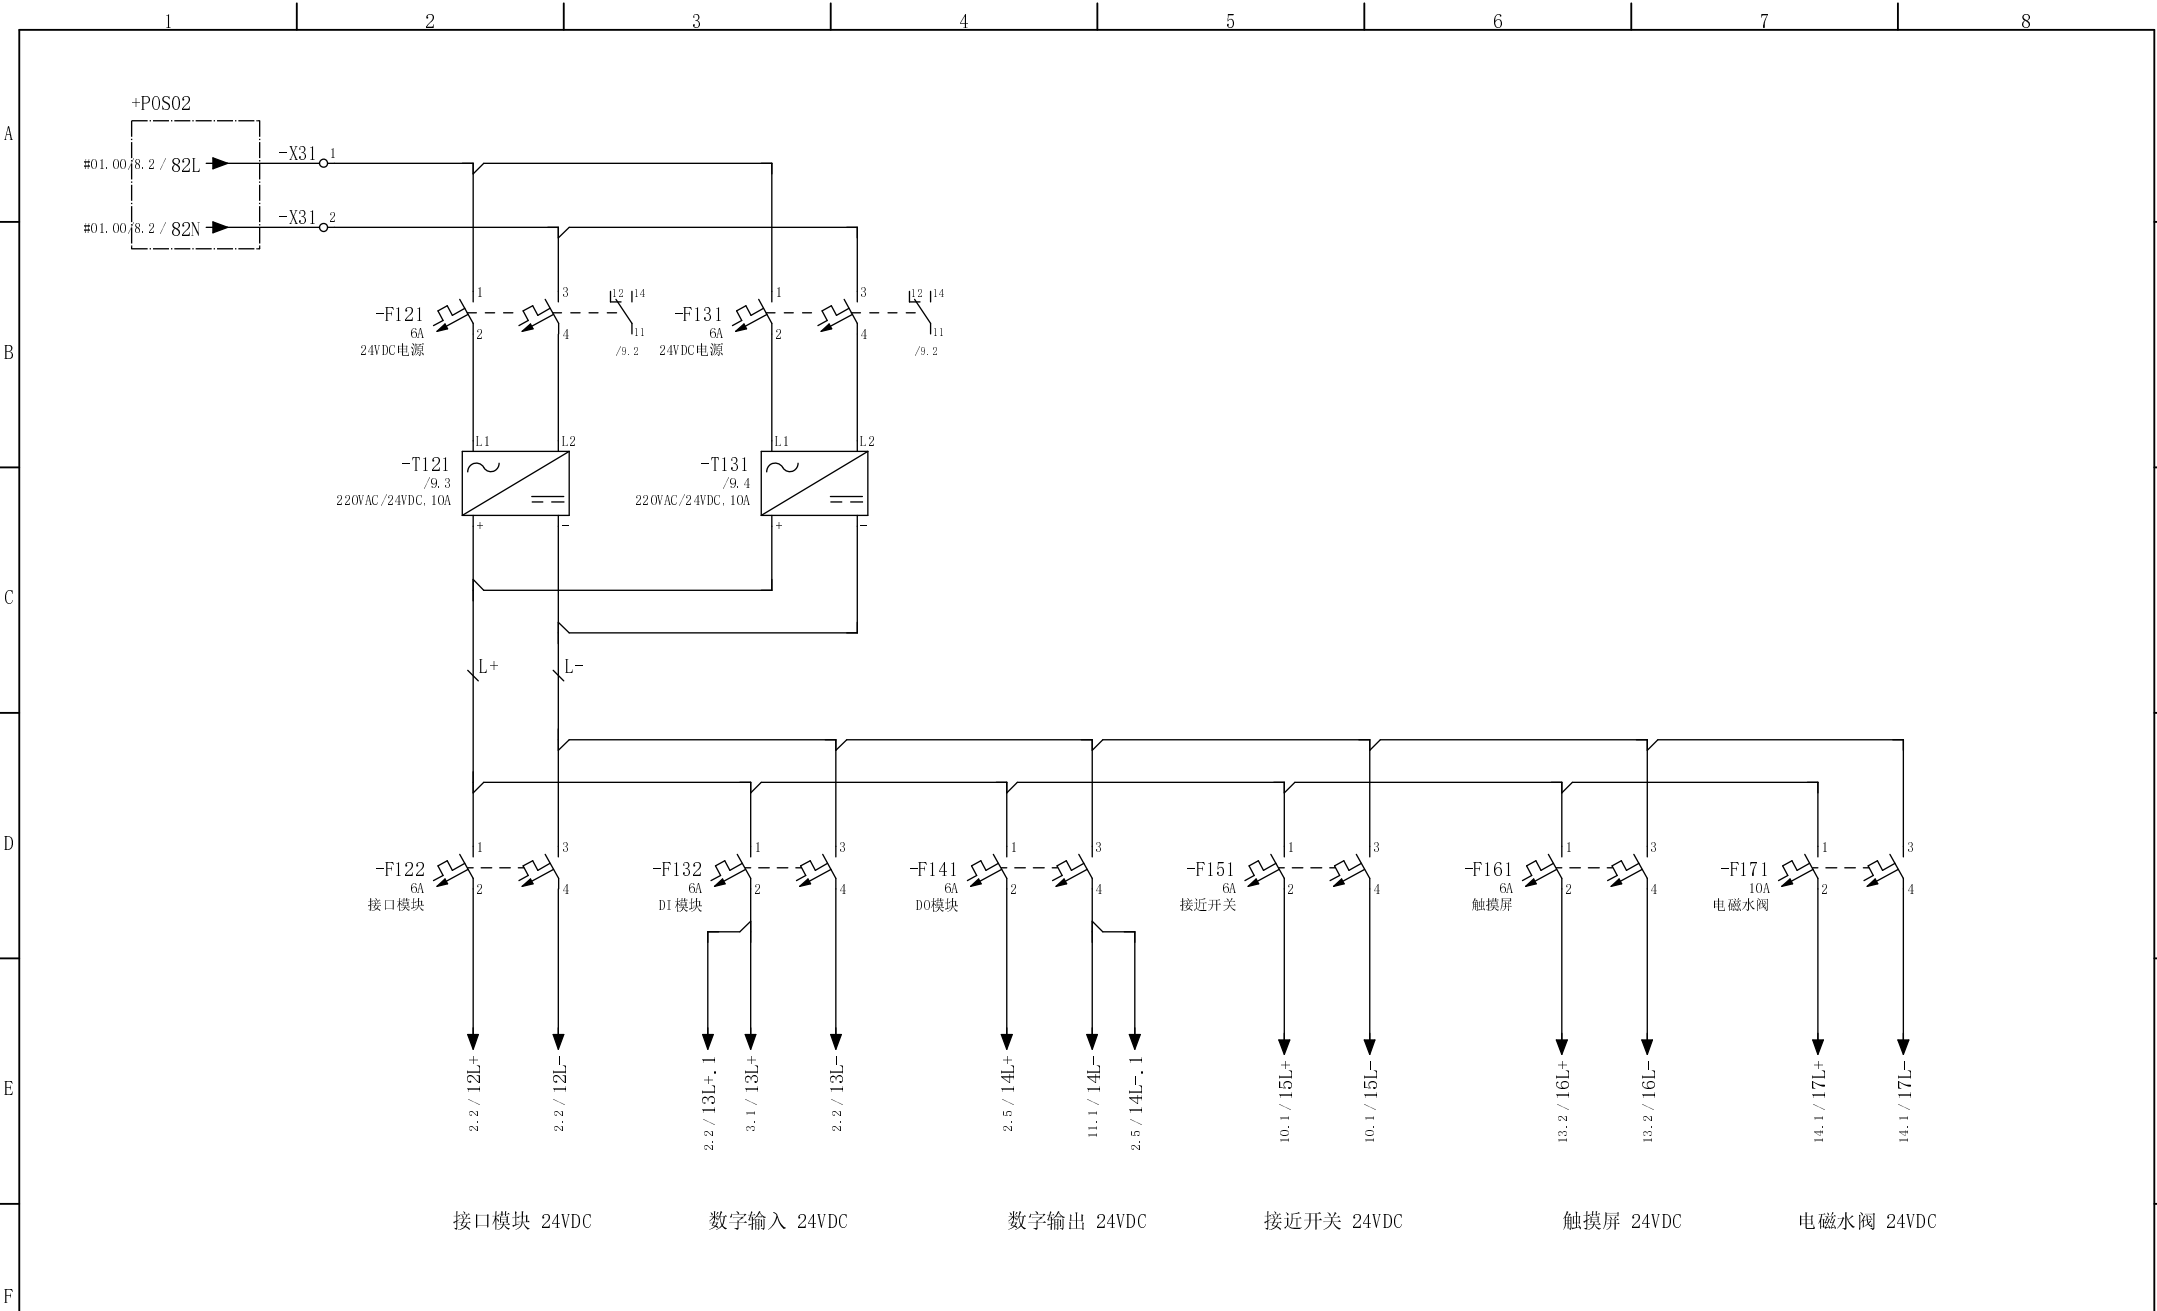 1 2 3 4 5 6 7 8
+POS02
A
#01.00/8.2 / 82L -X31 1
#01.00/8.2 / 82N -X31 2
1 3 12 14 1 3 12 14
-F121 -F131
6A 2 4 11 6A 2 4 11
24VDC电源 /9.2 24VDC电源 /9.2
B
L1 L2 L1 L2
-T121 -T131
/9.3 /9.4
220VAC/24VDC,10A 220VAC/24VDC,10A
+ - + -
C
L+ L-
D
1 3 1 3 1 3 1 3 1 3 1 3
-F122 -F132 -F141 -F151 -F161 -F171
6A 2 4 6A 2 4 6A 2 4 6A 2 4 6A 2 4 10A 2 4
接口模块 DI模块 DO模块 接近开关 触摸屏 电磁水阀
E
2.2 / 12L+
2.2 / 12L-
2.2 / 13L+.1
3.1 / 13L+
2.2 / 13L-
2.5 / 14L+
11.1 / 14L-
2.5 / 14L-.1
10.1 / 15L+
10.1 / 15L-
13.2 / 16L+
13.2 / 16L-
14.1 / 17L+
14.1 / 17L-
接口模块 24VDC 数字输入 24VDC 数字输出 24VDC 接近开关 24VDC 触摸屏 24VDC 电磁水阀 24VDC
F